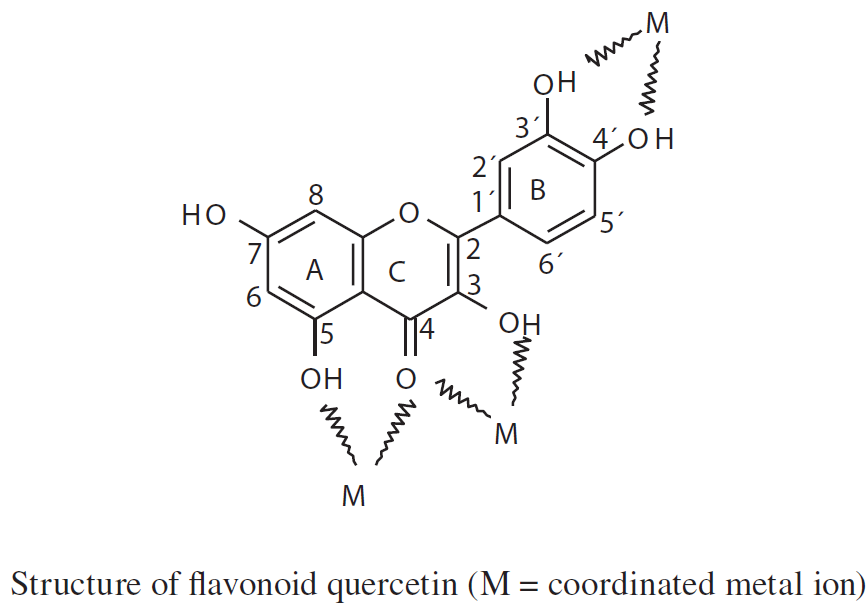 M
OH
3´
4´
OH
2´
B
1´
5´
6´
HO
8
O
7
2
A
C
3
6
5
4
OH
OH
O
M
M
Structure of flavonoid quercetin (M = coordinated metal ion)